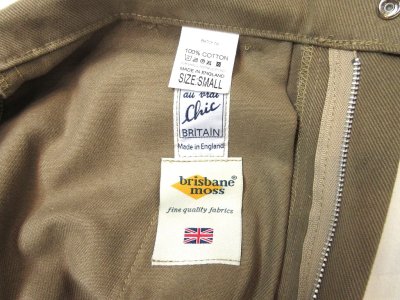 100% COTTON
MADE IN ENGLAND
SIZE:SMALL
au vrai
Chic
BRITAIN
Made in England
brisbane
moss
fine quality fabrics